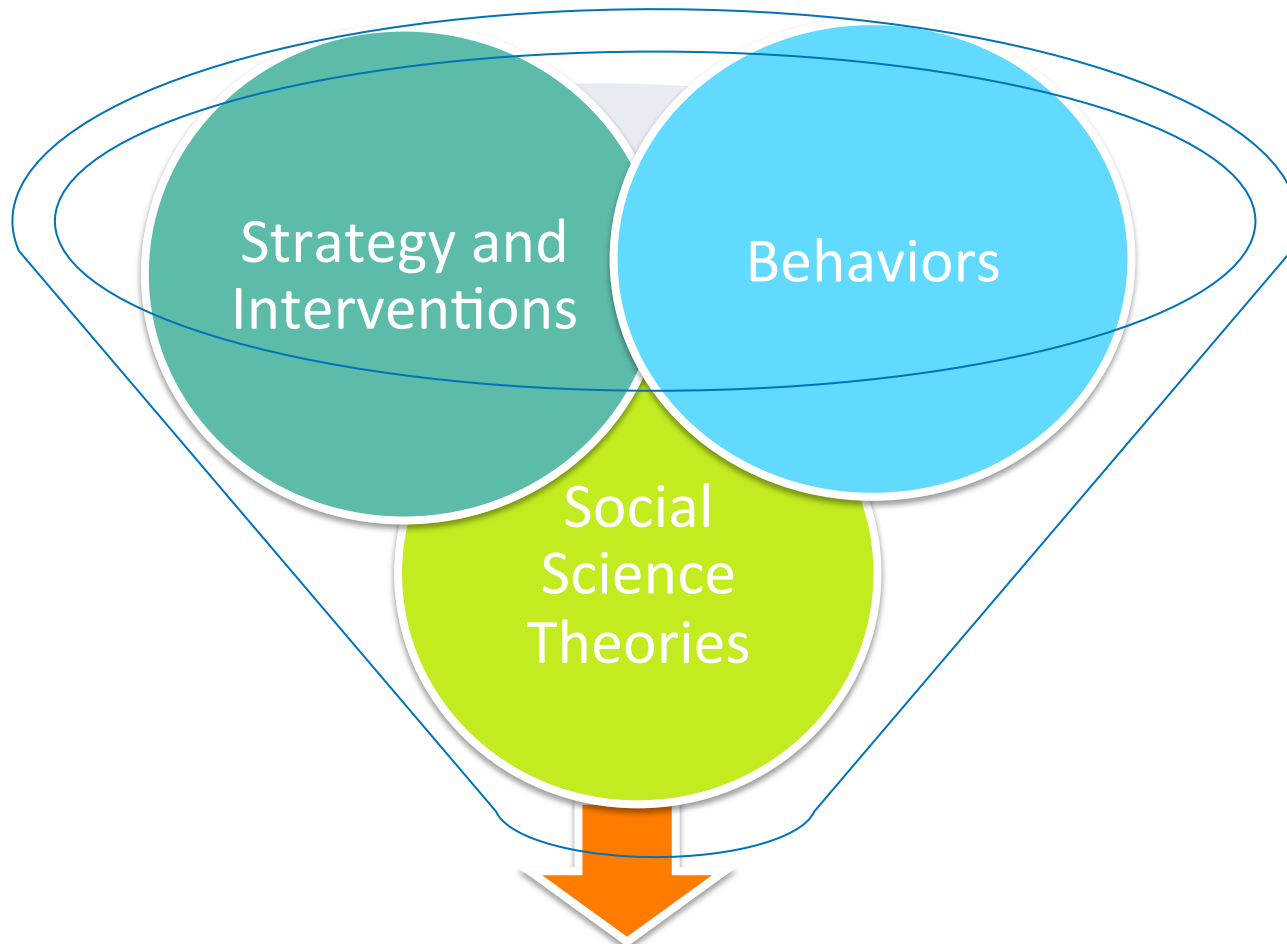 Strategy and
Interventions
Behaviors
Social
Science
Theories